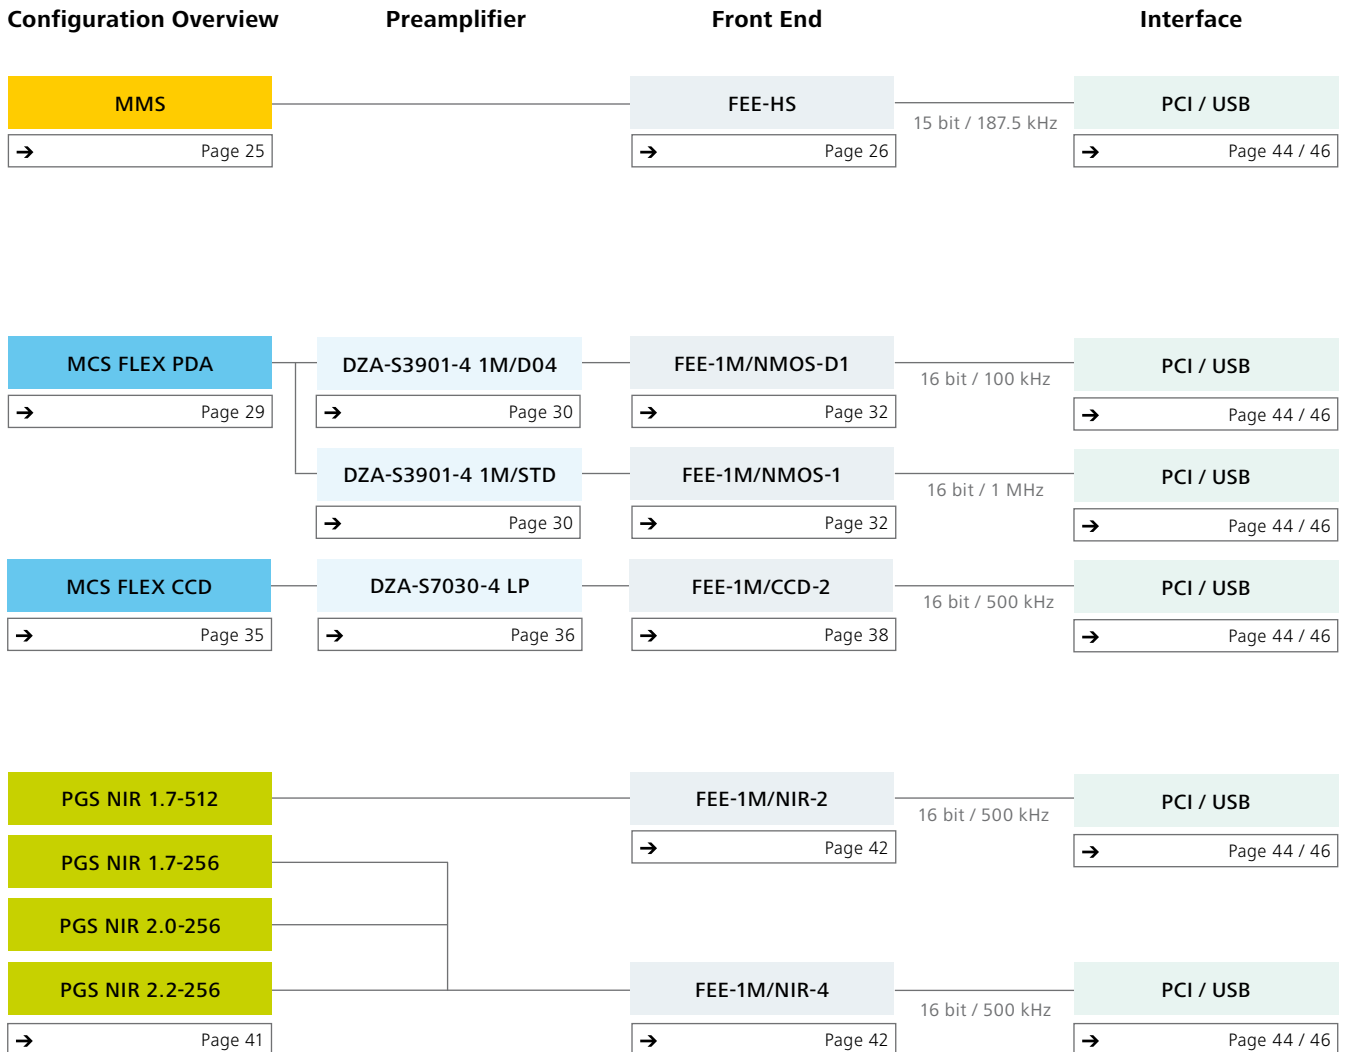 Configuration Overview Preamplifier Front End Interface
MMS FEE-HS PCI / USB
15 bit / 187.5 kHz
➔ Page 25 ➔ Page 26 ➔ Page 44 / 46
MCS FLEX PDA DZA-S3901-4 1M/D04 FEE-1M/NMOS-D1 PCI / USB
16 bit / 100 kHz
➔ Page 29 ➔ Page 30 ➔ Page 32 ➔ Page 44 / 46
DZA-S3901-4 1M/STD FEE-1M/NMOS-1 PCI / USB
16 bit / 1 MHz
➔ Page 30 ➔ Page 32 ➔ Page 44 / 46
MCS FLEX CCD DZA-S7030-4 LP FEE-1M/CCD-2 PCI / USB
16 bit / 500 kHz
➔ Page 35 ➔ Page 36 ➔ Page 38 ➔ Page 44 / 46
PGS NIR 1.7-512 FEE-1M/NIR-2 PCI / USB
16 bit / 500 kHz
➔ Page 42 ➔ Page 44 / 46
PGS NIR 1.7-256
PGS NIR 2.0-256
PGS NIR 2.2-256 FEE-1M/NIR-4 PCI / USB
16 bit / 500 kHz
➔ Page 41 ➔ Page 42 ➔ Page 44 / 46